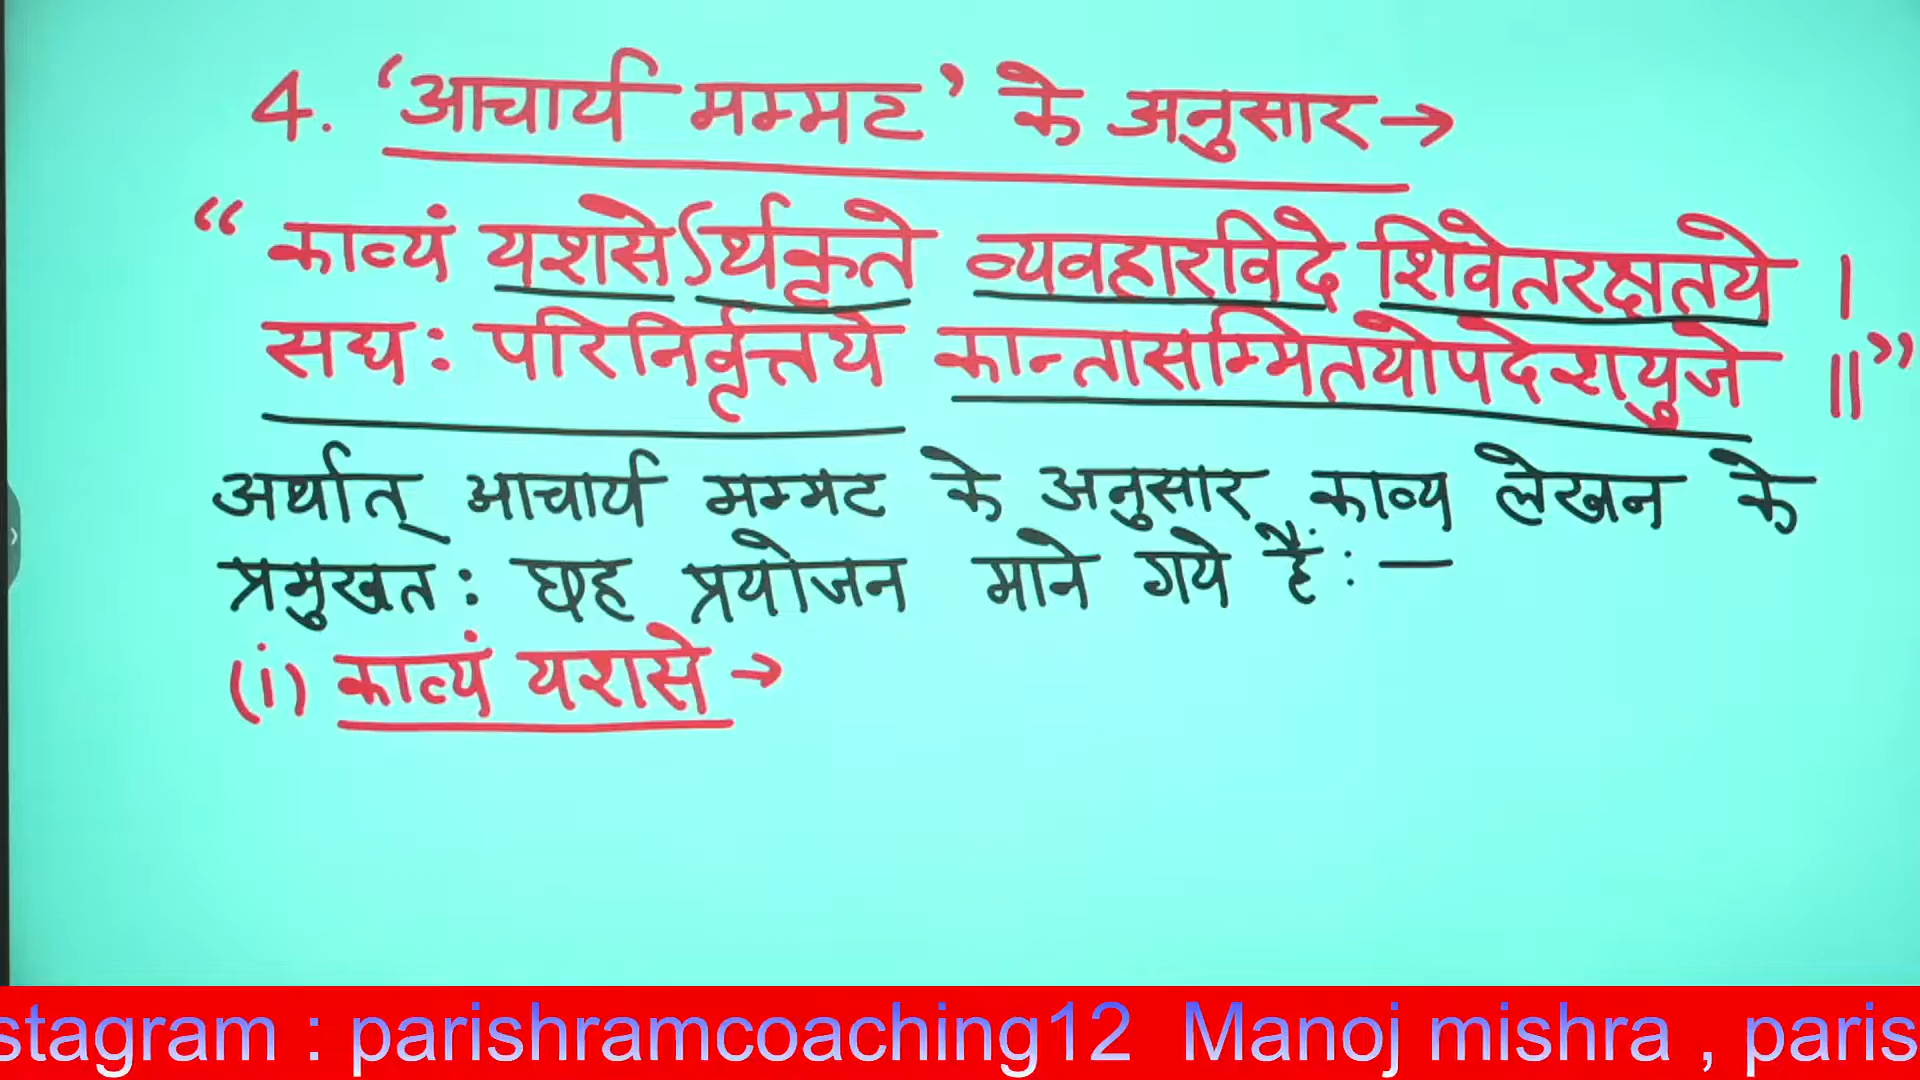 4. ‘आचार्य मम्मट’ के अनुसार→
“काव्यं यशसेऽर्थकृते व्यवहारविदे शिवेतरक्षतये ।
सद्य: परिनिर्वृत्तये कान्तासम्मितयोपदेशयुजे ॥”
अर्थात् आचार्य मम्मट के अनुसार काव्य लेखन के
प्रमुखत: छह प्रयोजन माने गये हैं:—
(i) काव्यं यशसे→
stagram : parishramcoaching12 Manoj mishra , paris